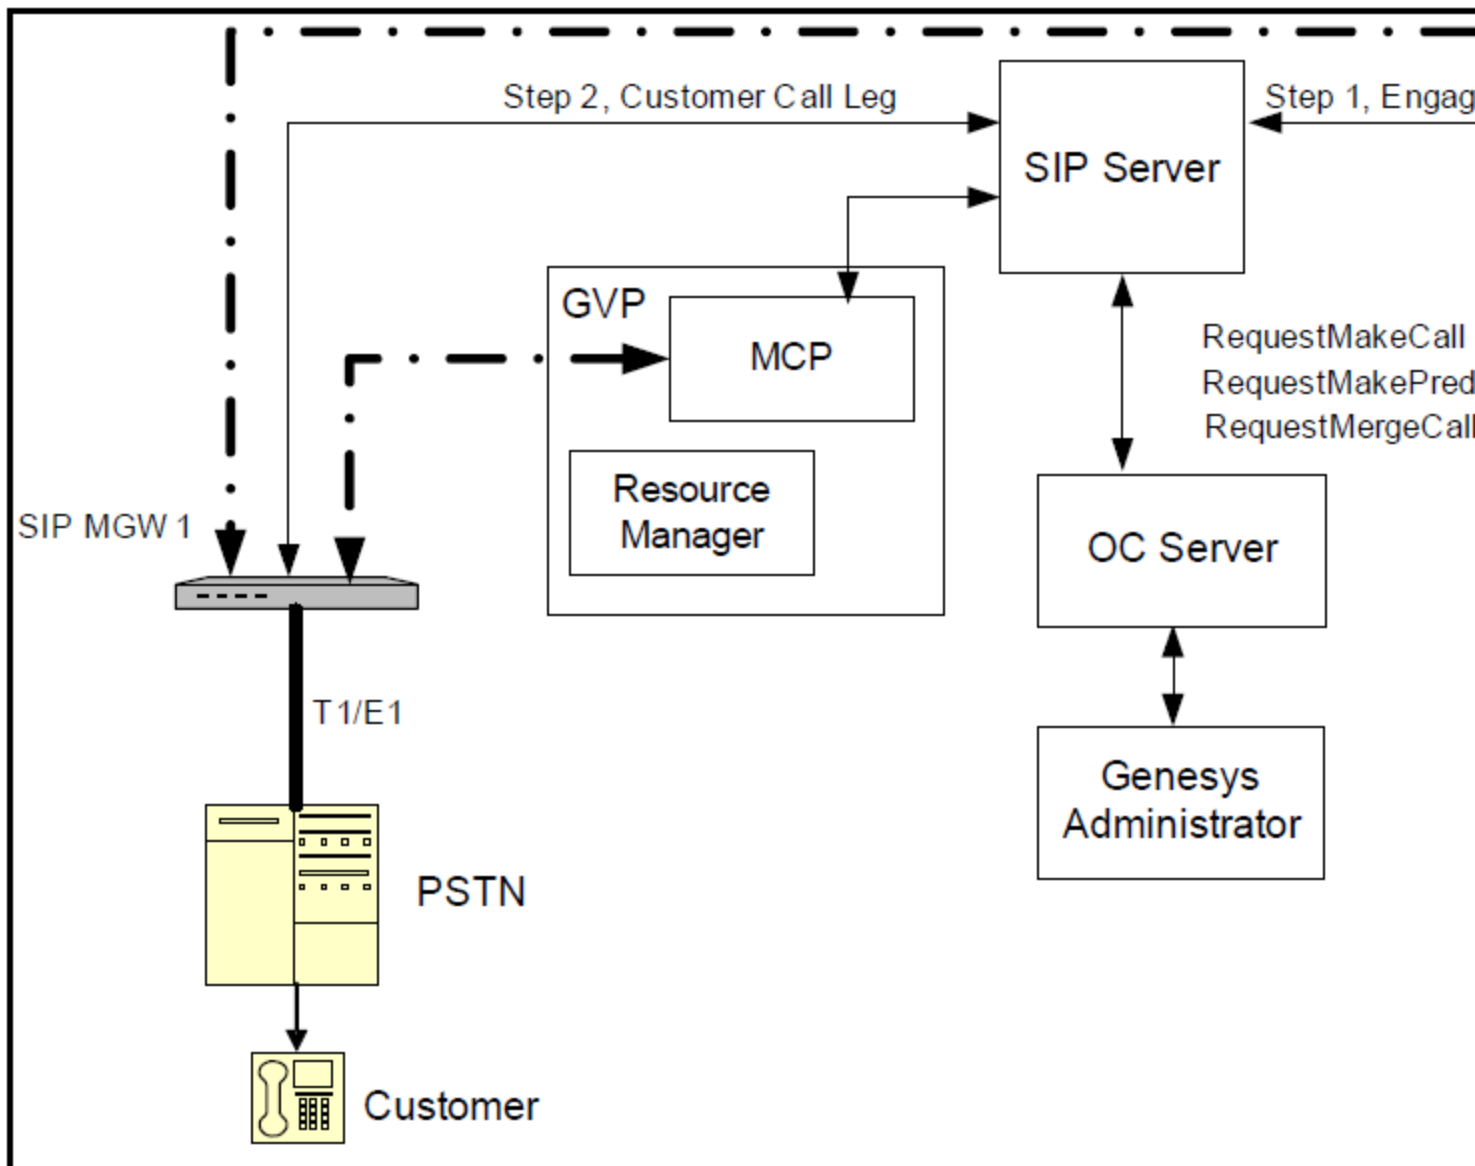 Step 2, Customer Call Leg
Step 1, Engag
SIP Server
GVP
MCP
RequestMakeCall
RequestMakePred
RequestMergeCall
Resource
Manager
SIP MGW 1
OC Server
T1/E1
Genesys
Administrator
PSTN
Customer